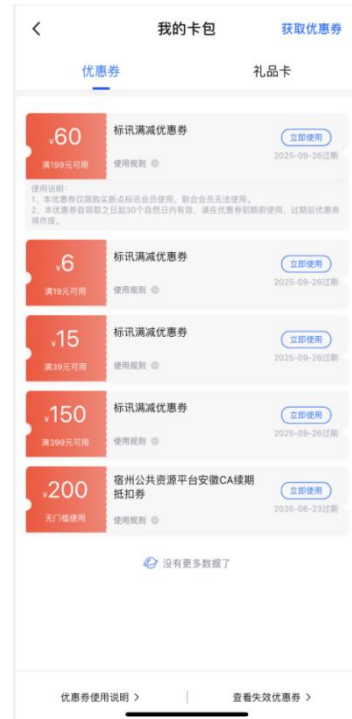 我的卡包
获取优惠券
优惠券
礼品卡
¥60
满199元可用
标讯满减优惠券
使用规则
立即使用
2025-09-26过期
使用说明：
1、本优惠券仅限购买新点标讯会员使用，联合会员无法使用。
2、本优惠券自领取之日起30个自然日内有效，请在优惠券到期前使用，过期后优惠券
将作废。
¥6
满19元可用
标讯满减优惠券
使用规则
立即使用
2025-09-26过期
¥15
满39元可用
标讯满减优惠券
使用规则
立即使用
2025-09-26过期
¥150
满399元可用
标讯满减优惠券
使用规则
立即使用
2025-09-26过期
¥200
无门槛使用
宿州公共资源平台安徽CA续期
抵扣券
使用规则
立即使用
2035-06-23过期
没有更多数据了
优惠券使用说明
查看失效优惠券